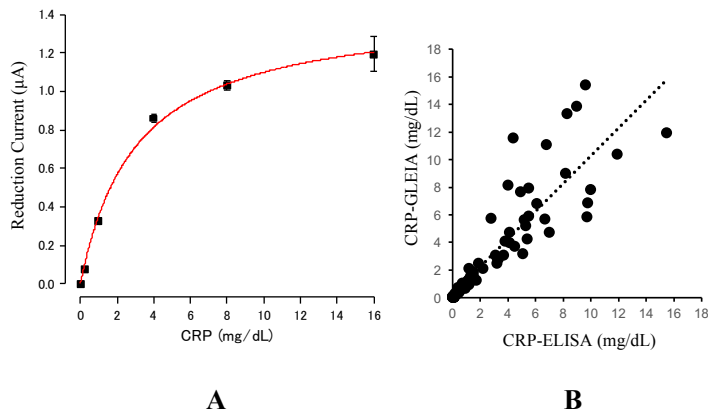 1.4
1.2
1.0
0.8
0.6
0.4
0.2
0.0
Reduction Current (μA)
0 2 4 6 8 10 12 14 16
CRP (mg/dL)
A
18
16
14
12
10
8
6
4
2
0
CRP-GLEIA (mg/dL)
0 2 4 6 8 10 12 14 16 18
CRP-ELISA (mg/dL)
B